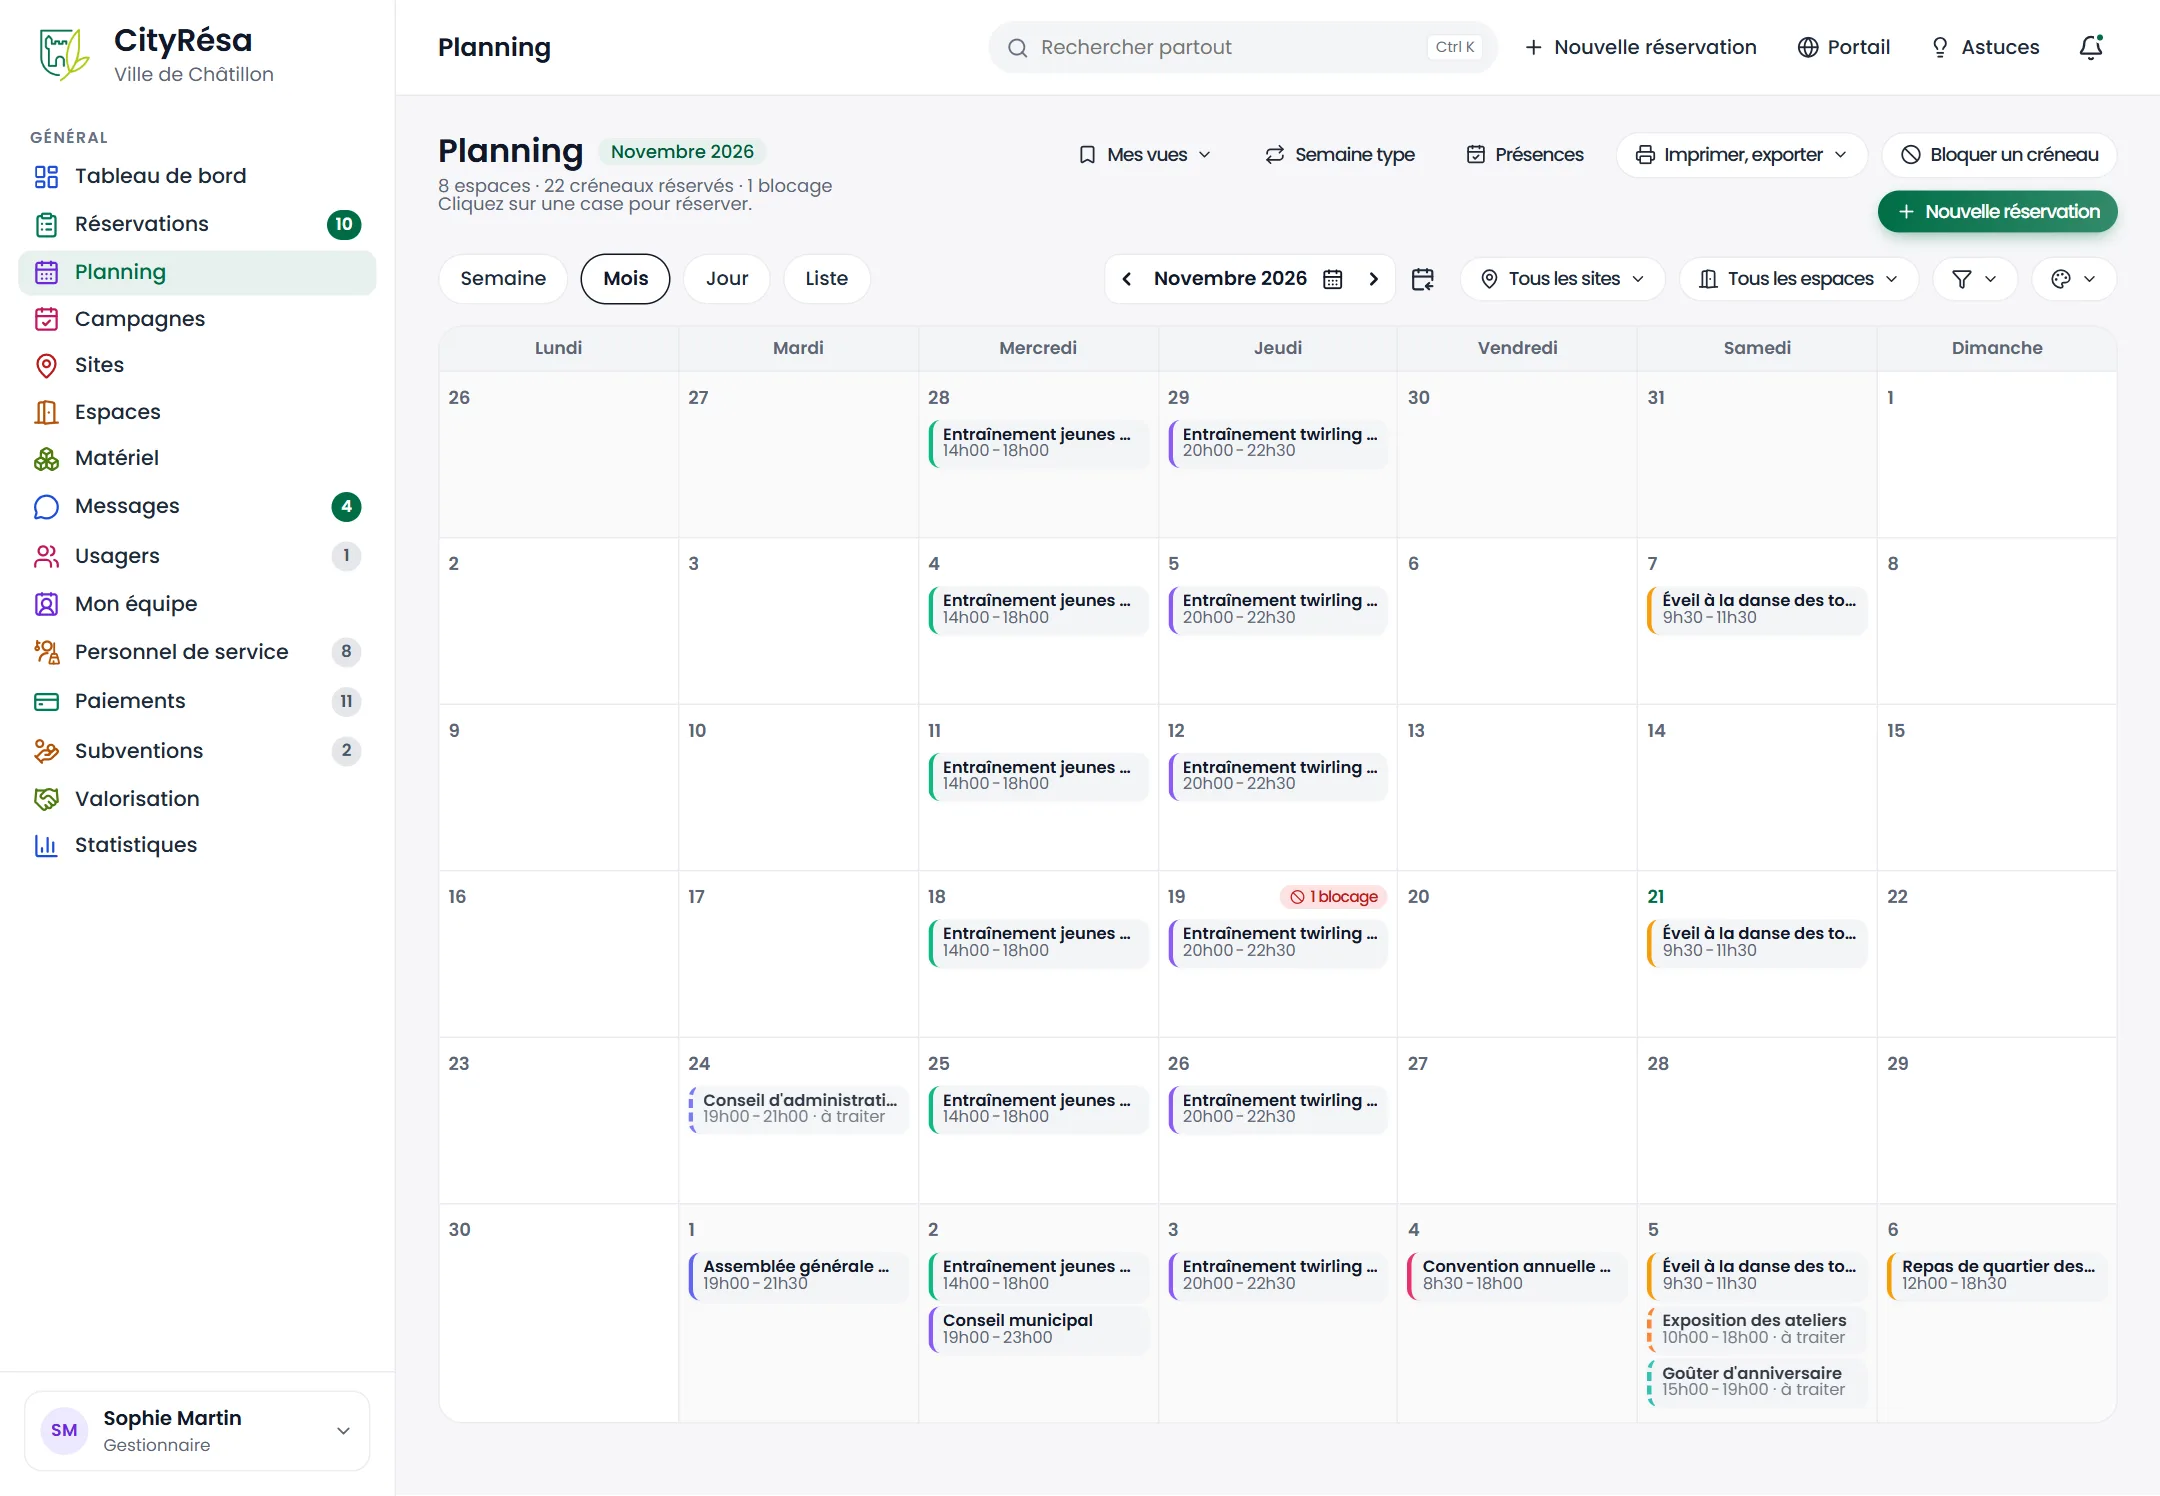 CityRésa
Ville de Châtillon
GÉNÉRAL
Tableau de bord
Réservations 10
Planning
Campagnes
Sites
Espaces
Matériel
Messages 4
Usagers 1
Mon équipe
Personnel de service 8
Paiements 11
Subventions 2
Valorisation
Statistiques
SM
Sophie Martin
Gestionnaire
Planning
Rechercher partout Ctrl K
Nouvelle réservation
Portail
Astuces
Planning Novembre 2026
8 espaces · 22 créneaux réservés · 1 blocage
Cliquez sur une case pour réserver.
Mes vues
Semaine type
Présences
Imprimer, exporter
Bloquer un créneau
Nouvelle réservation
Semaine Mois Jour Liste
Novembre 2026
Tous les sites
Tous les espaces
Lundi Mardi Mercredi Jeudi Vendredi Samedi Dimanche
26
27
28
Entraînement jeunes ...
14h00 – 18h00
29
Entraînement twirling ...
20h00 – 22h30
30
31
1
2
3
4
Entraînement jeunes ...
14h00 – 18h00
5
Entraînement twirling ...
20h00 – 22h30
6
7
Éveil à la danse des to...
9h30 – 11h30
8
9
10
11
Entraînement jeunes ...
14h00 – 18h00
12
Entraînement twirling ...
20h00 – 22h30
13
14
15
16
17
18
Entraînement jeunes ...
14h00 – 18h00
19 1 blocage
Entraînement twirling ...
20h00 – 22h30
20
21
Éveil à la danse des to...
9h30 – 11h30
22
23
24
Conseil d'administrati...
19h00 – 21h00 · à traiter
25
Entraînement jeunes ...
14h00 – 18h00
26
Entraînement twirling ...
20h00 – 22h30
27
28
29
30
1
Assemblée générale ...
19h00 – 21h30
2
Entraînement jeunes ...
14h00 – 18h00
Conseil municipal
19h00 – 23h00
3
Entraînement twirling ...
20h00 – 22h30
4
Convention annuelle ...
8h30 – 18h00
5
Éveil à la danse des to...
9h30 – 11h30
Exposition des ateliers
10h00 – 18h00 · à traiter
Goûter d'anniversaire
15h00 – 19h00 · à traiter
6
Repas de quartier des...
12h00 – 18h30